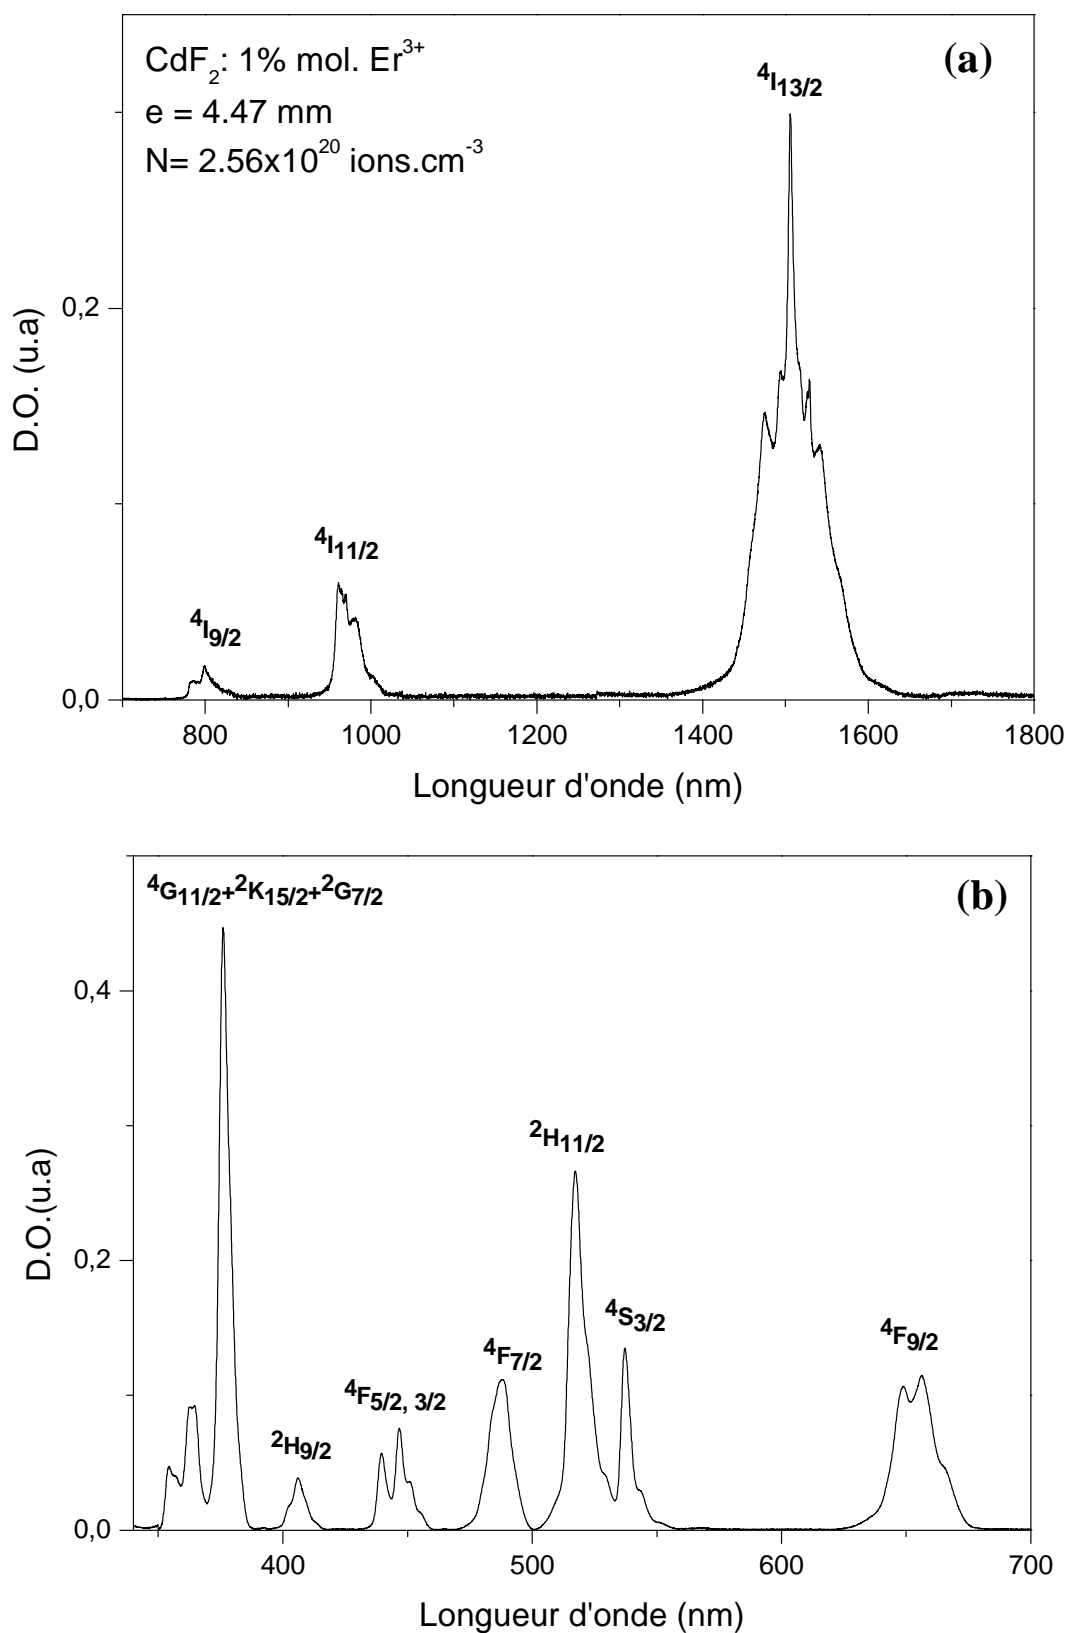 CdF₂: 1% mol. Er³⁺
(a)
e = 4.47 mm
N= 2.56x10²⁰ ions.cm⁻³
⁴I₁₃/₂
⁴I₁₁/₂
⁴I₉/₂
D.O. (u.a)
0,2
0,0
800 1000 1200 1400 1600 1800
Longueur d'onde (nm)
⁴G₁₁/₂+²K₁₅/₂+²G₇/₂
(b)
²H₁₁/₂
⁴S₃/₂
⁴F₉/₂
⁴F₇/₂
⁴F₅/₂, ₃/₂
²H₉/₂
D.O.(u.a)
0,4
0,2
0,0
400 500 600 700
Longueur d'onde (nm)